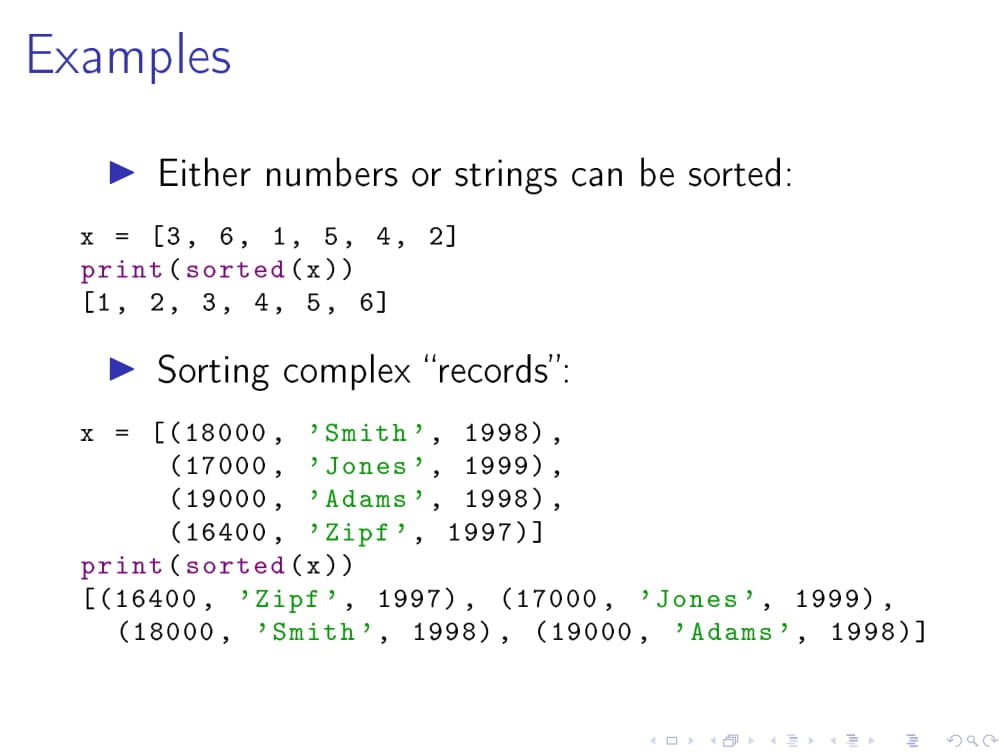 Examples
▶ Either numbers or strings can be sorted:
x = [3, 6, 1, 5, 4, 2]
print(sorted(x))
[1, 2, 3, 4, 5, 6]
▶ Sorting complex “records”:
x = [(18000, ’Smith’, 1998),
     (17000, ’Jones’, 1999),
     (19000, ’Adams’, 1998),
     (16400, ’Zipf’, 1997)]
print(sorted(x))
[(16400, ’Zipf’, 1997), (17000, ’Jones’, 1999),
  (18000, ’Smith’, 1998), (19000, ’Adams’, 1998)]